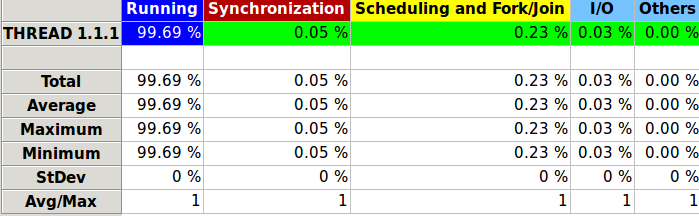 Running Synchronization Scheduling and Fork/Join I/O Others
THREAD 1.1.1 99.69 % 0.05 % 0.23 % 0.03 % 0.00 %
Total 99.69 % 0.05 % 0.23 % 0.03 % 0.00 %
Average 99.69 % 0.05 % 0.23 % 0.03 % 0.00 %
Maximum 99.69 % 0.05 % 0.23 % 0.03 % 0.00 %
Minimum 99.69 % 0.05 % 0.23 % 0.03 % 0.00 %
StDev 0 % 0 % 0 % 0 % 0 %
Avg/Max 1 1 1 1 1